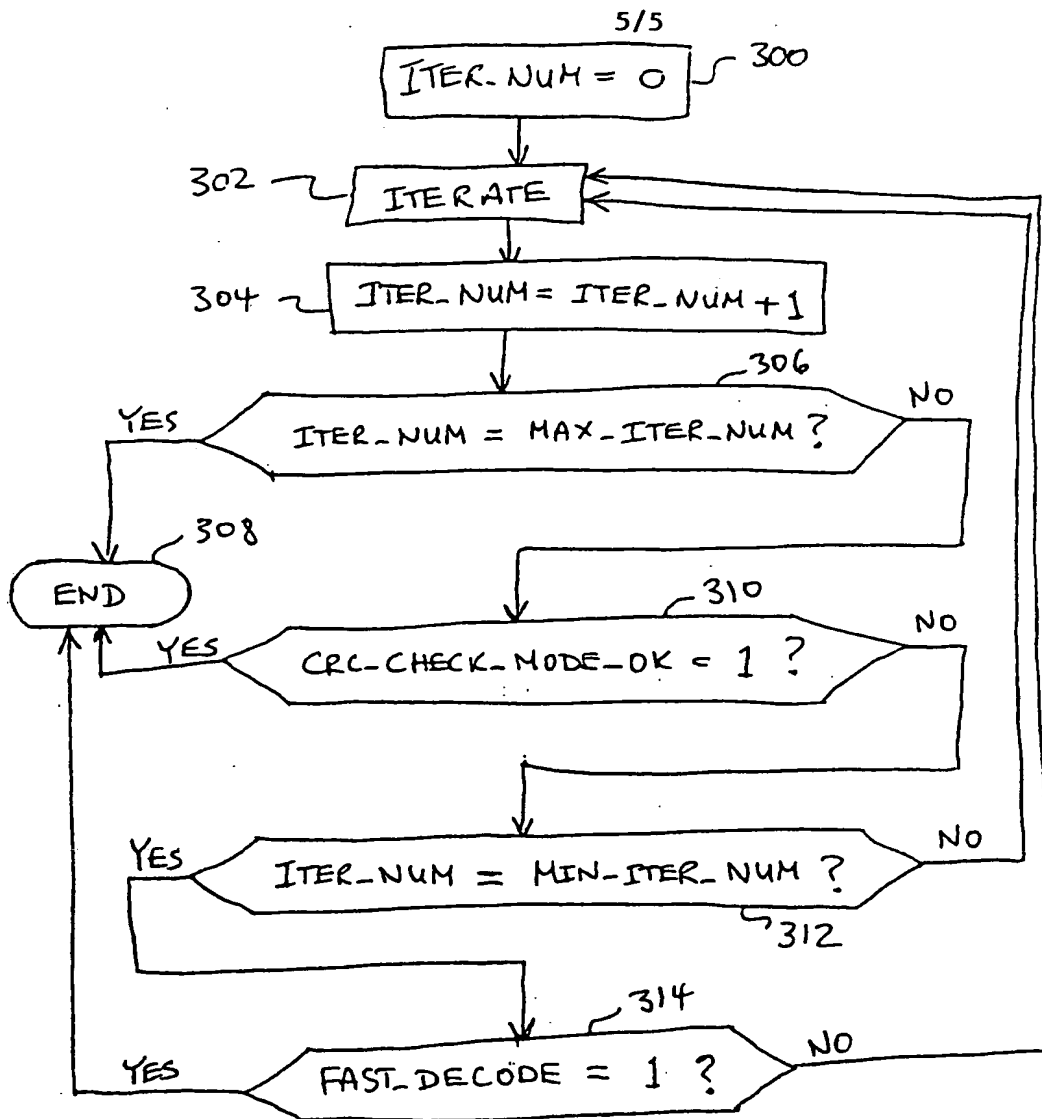 5/5
ITER_NUM = 0
300
302
ITERATE
304
ITER_NUM = ITER_NUM + 1
306
YES
ITER_NUM = MAX_ITER_NUM ?
NO
308
END
310
YES
CRC_CHECK_MODE_OK = 1 ?
NO
YES
ITER_NUM = MIN_ITER_NUM ?
NO
312
314
YES
FAST_DECODE = 1 ?
NO